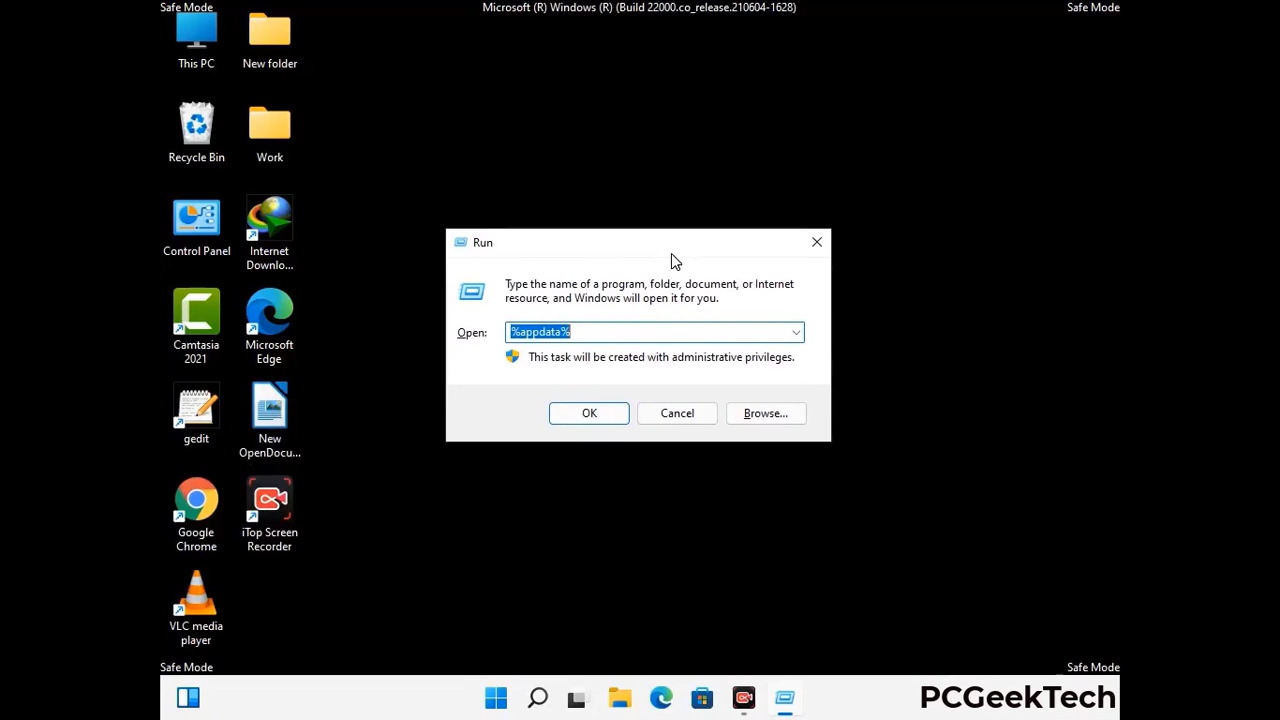 Safe Mode
Microsoft (R) Windows (R) (Build 22000.co_release.210604-1628)
Safe Mode
This PC
New folder
Recycle Bin
Work
Control Panel
Internet
Downlo...
Camtasia
2021
Microsoft
Edge
gedit
New
OpenDocu...
Google
Chrome
iTop Screen
Recorder
VLC media
player
Run
Type the name of a program, folder, document, or Internet
resource, and Windows will open it for you.
Open:
%appdata%
This task will be created with administrative privileges.
OK
Cancel
Browse...
Safe Mode
Safe Mode
PCGeekTech